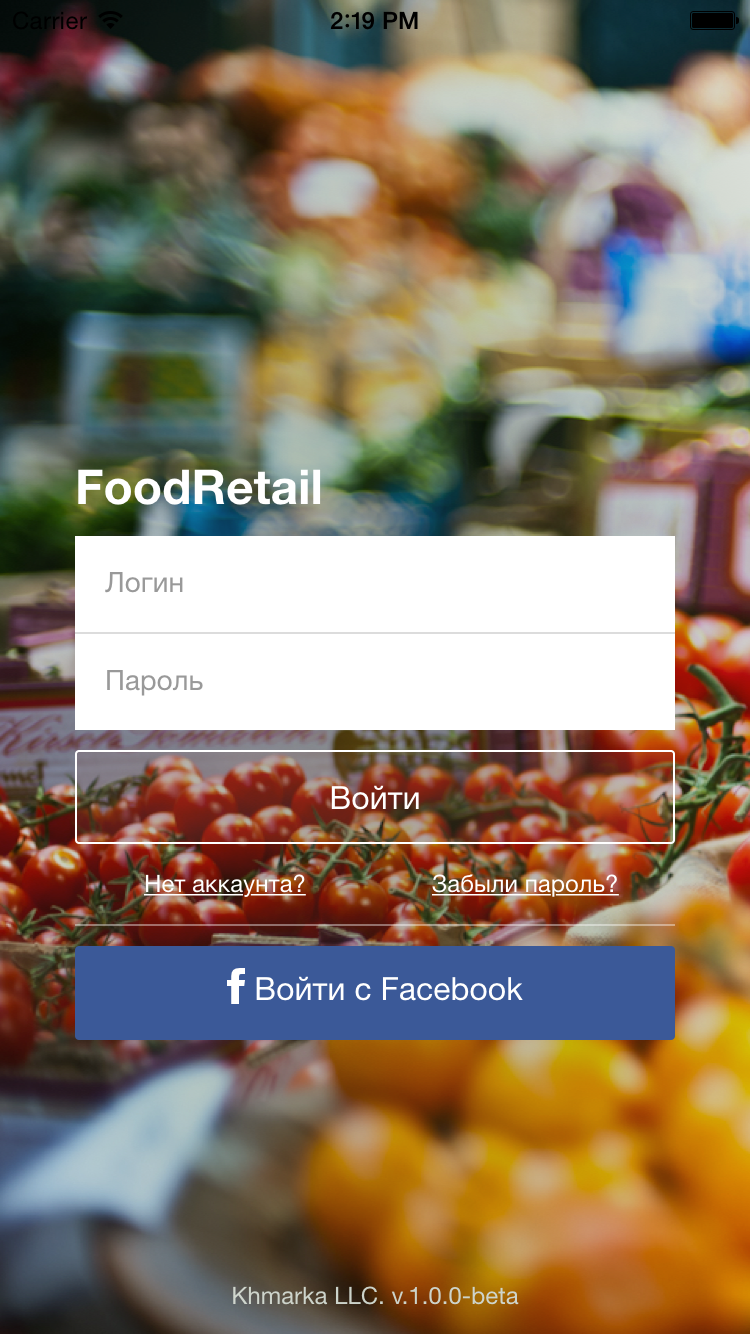 Carrier 2:19 PM
FoodRetail
Логин
Пароль
Войти
Нет аккаунта? Забыли пароль?
f Войти с Facebook
Khmarka LLC. v.1.0.0-beta